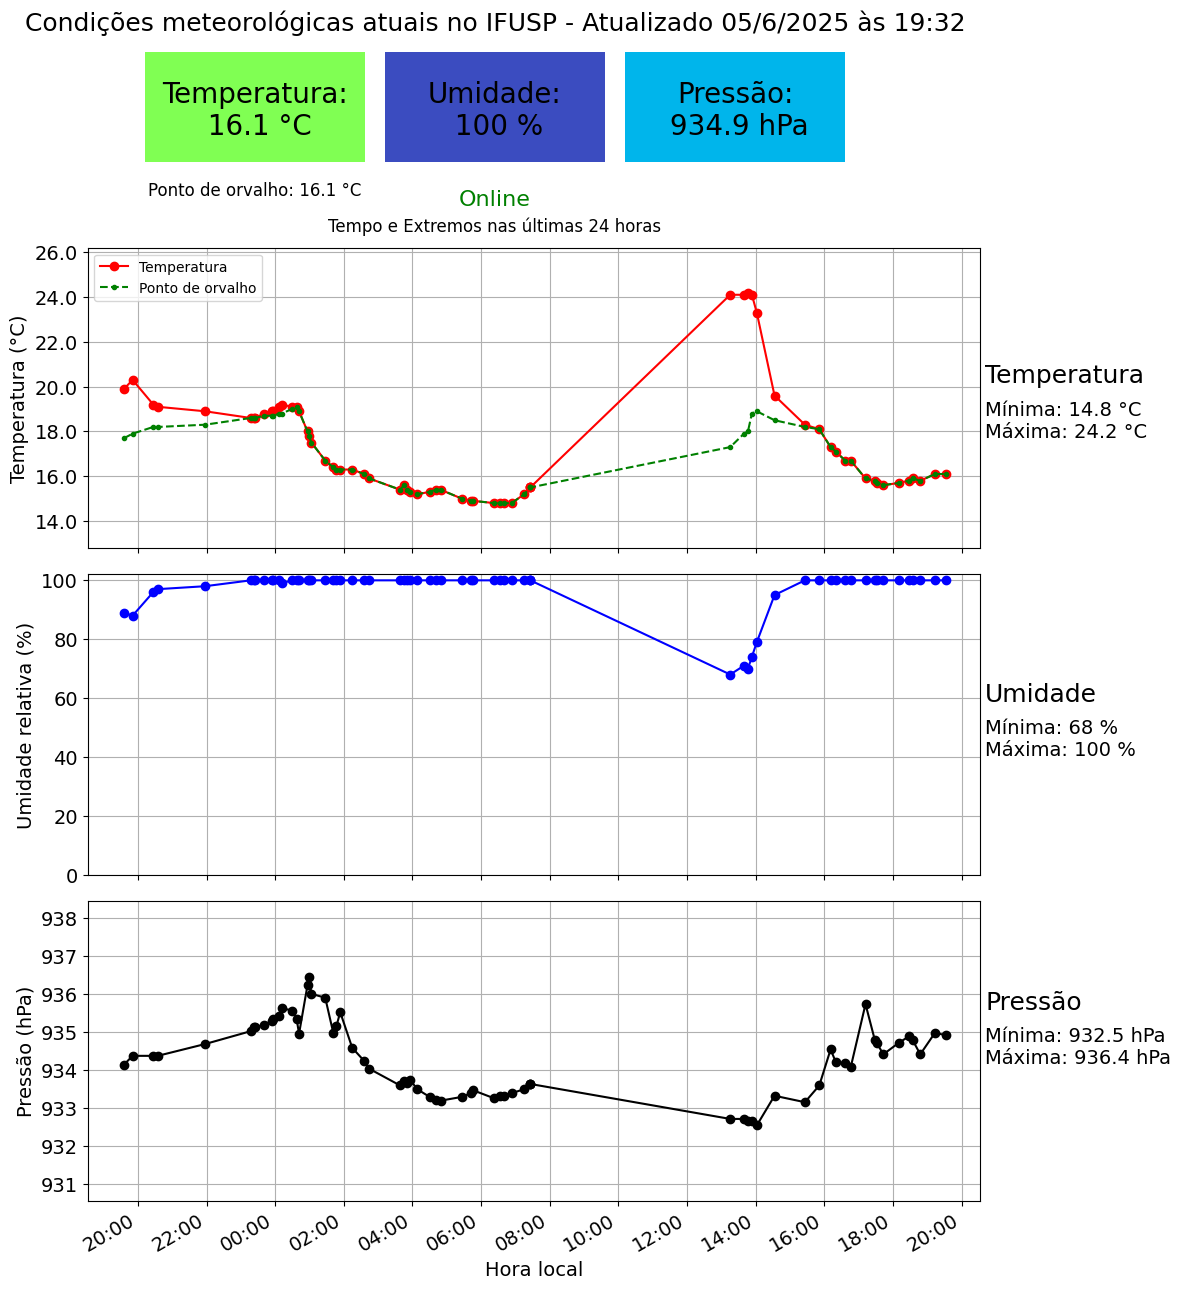 Condições meteorológicas atuais no IFUSP - Atualizado 05/6/2025 às 19:32
Temperatura:
16.1 °C
Umidade:
100 %
Pressão:
934.9 hPa
Ponto de orvalho: 16.1 °C
Online
Tempo e Extremos nas últimas 24 horas
Temperatura (°C)
26.0
24.0
22.0
20.0
18.0
16.0
14.0
Temperatura
Ponto de orvalho
Temperatura
Mínima: 14.8 °C
Máxima: 24.2 °C
Umidade relativa (%)
100
80
60
40
20
0
Umidade
Mínima: 68 %
Máxima: 100 %
Pressão (hPa)
938
937
936
935
934
933
932
931
Pressão
Mínima: 932.5 hPa
Máxima: 936.4 hPa
20:00 22:00 00:00 02:00 04:00 06:00 08:00 10:00 12:00 14:00 16:00 18:00 20:00
Hora local